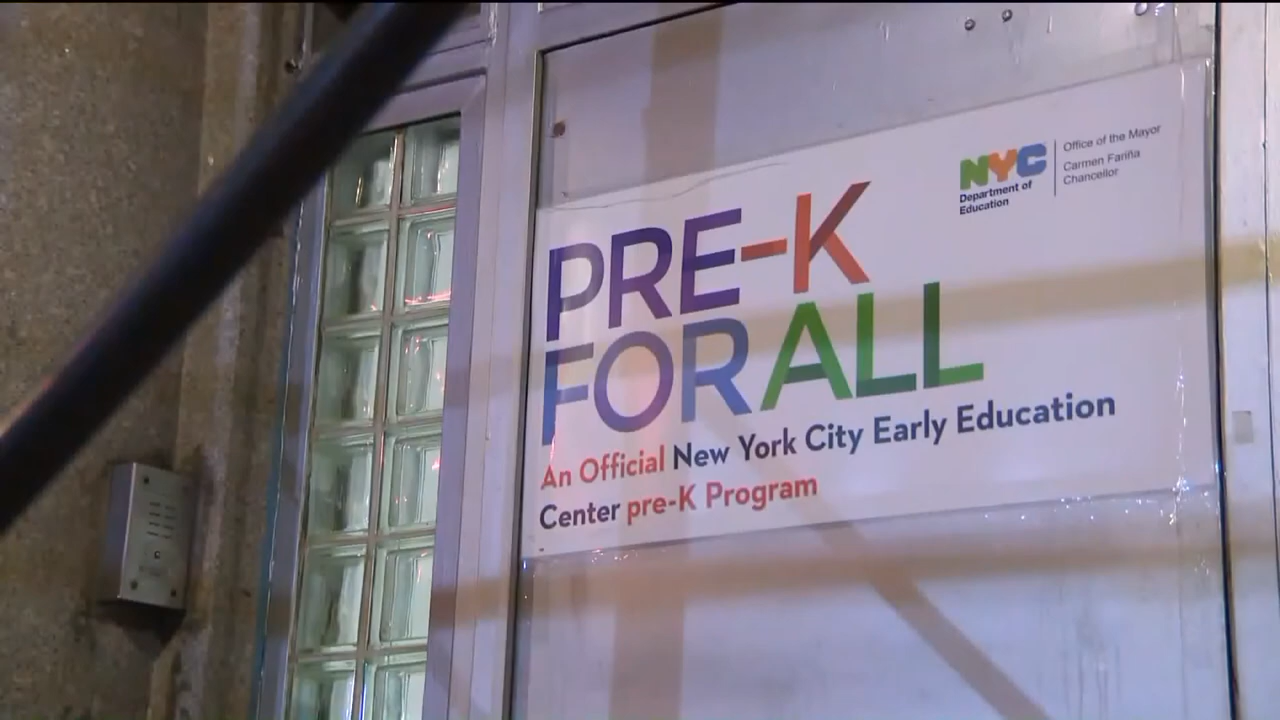 NYC
Department of
Education
Office of the Mayor
Carmen Fariña
Chancellor
PRE-K
FOR ALL
An Official New York City Early Education
Center pre-K Program